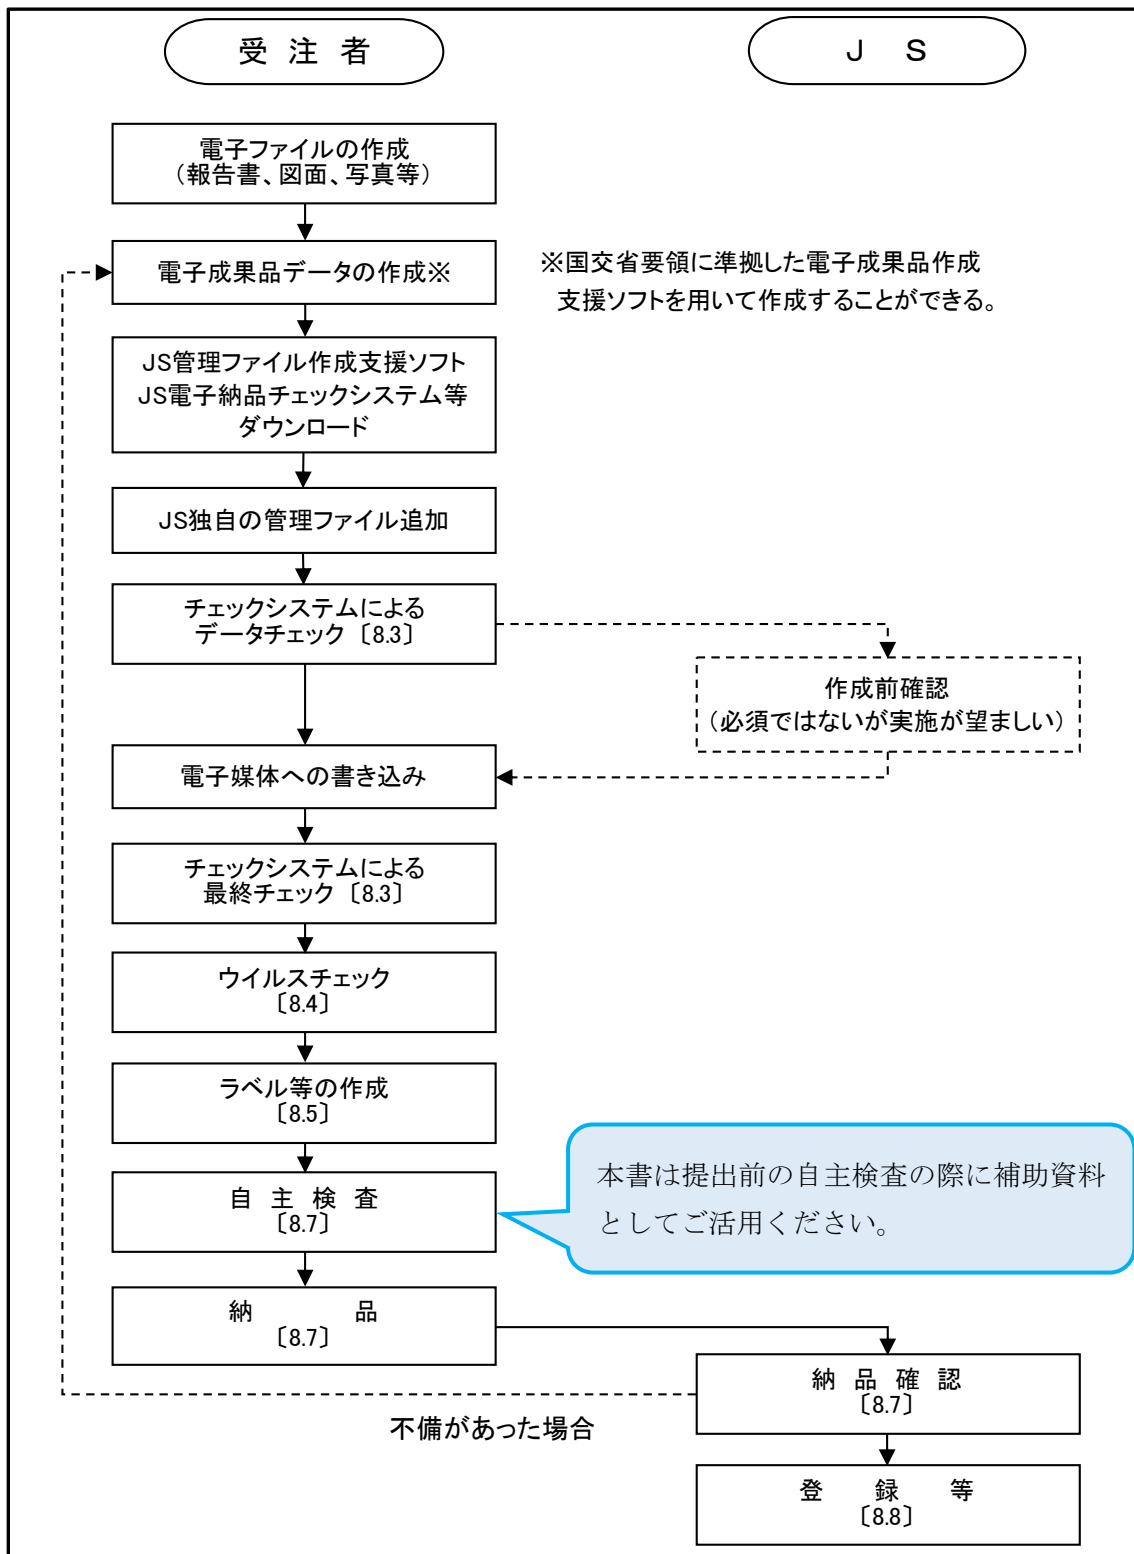 受 注 者
J S
電子ファイルの作成
（報告書、図面、写真等）
電子成果品データの作成※
※国交省要領に準拠した電子成果品作成
支援ソフトを用いて作成することができる。
JS管理ファイル作成支援ソフト
JS電子納品チェックシステム等
ダウンロード
JS独自の管理ファイル追加
チェックシステムによる
データチェック〔8.3〕
作成前確認
（必須ではないが実施が望ましい）
電子媒体への書き込み
チェックシステムによる
最終チェック〔8.3〕
ウイルスチェック
〔8.4〕
ラベル等の作成
〔8.5〕
本書は提出前の自主検査の際に補助資料
としてご活用ください。
自 主 検 査
〔8.7〕
納 品
〔8.7〕
納 品 確 認
〔8.7〕
不備があった場合
登 録 等
〔8.8〕